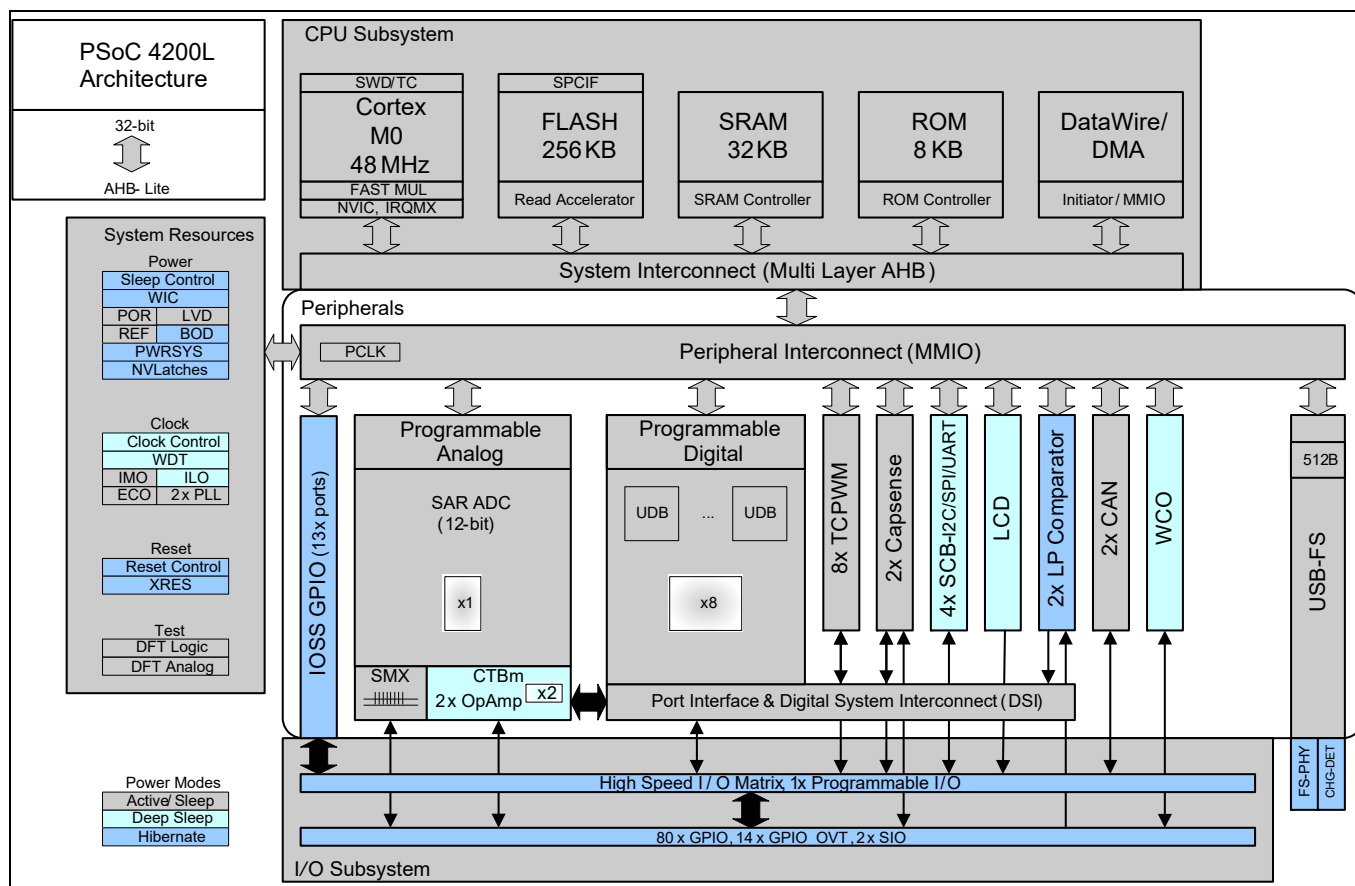 PSoC 4200L
Architecture
32-bit
AHB- Lite
CPU Subsystem
SWD/TC
Cortex
M0
48 MHz
FAST MUL
NVIC, IRQMX
SPCIF
FLASH
256 KB
Read Accelerator
SRAM
32 KB
SRAM Controller
ROM
8 KB
ROM Controller
DataWire/
DMA
Initiator / MMIO
System Interconnect (Multi Layer AHB)
System Resources
Power
Sleep Control
WIC
POR LVD
REF BOD
PWRSYS
NVLatches
Clock
Clock Control
WDT
IMO ILO
ECO 2x PLL
Reset
Reset Control
XRES
Test
DFT Logic
DFT Analog
Peripherals
PCLK
Peripheral Interconnect (MMIO)
IOSS GPIO (13x ports)
Programmable
Analog
SAR ADC
(12-bit)
x1
SMX
CTBm
2x OpAmp x2
Programmable
Digital
UDB ... UDB
x8
8x TCPWM
2x Capsense
4x SCB-I2C/SPI/UART
LCD
2x LP Comparator
2x CAN
WCO
512B
USB-FS
FS-PHY
CHG-DET
Port Interface & Digital System Interconnect (DSI)
High Speed I / O Matrix, 1x Programmable I/O
80 x GPIO, 14 x GPIO_OVT, 2 x SIO
I/O Subsystem
Power Modes
Active/ Sleep
Deep Sleep
Hibernate